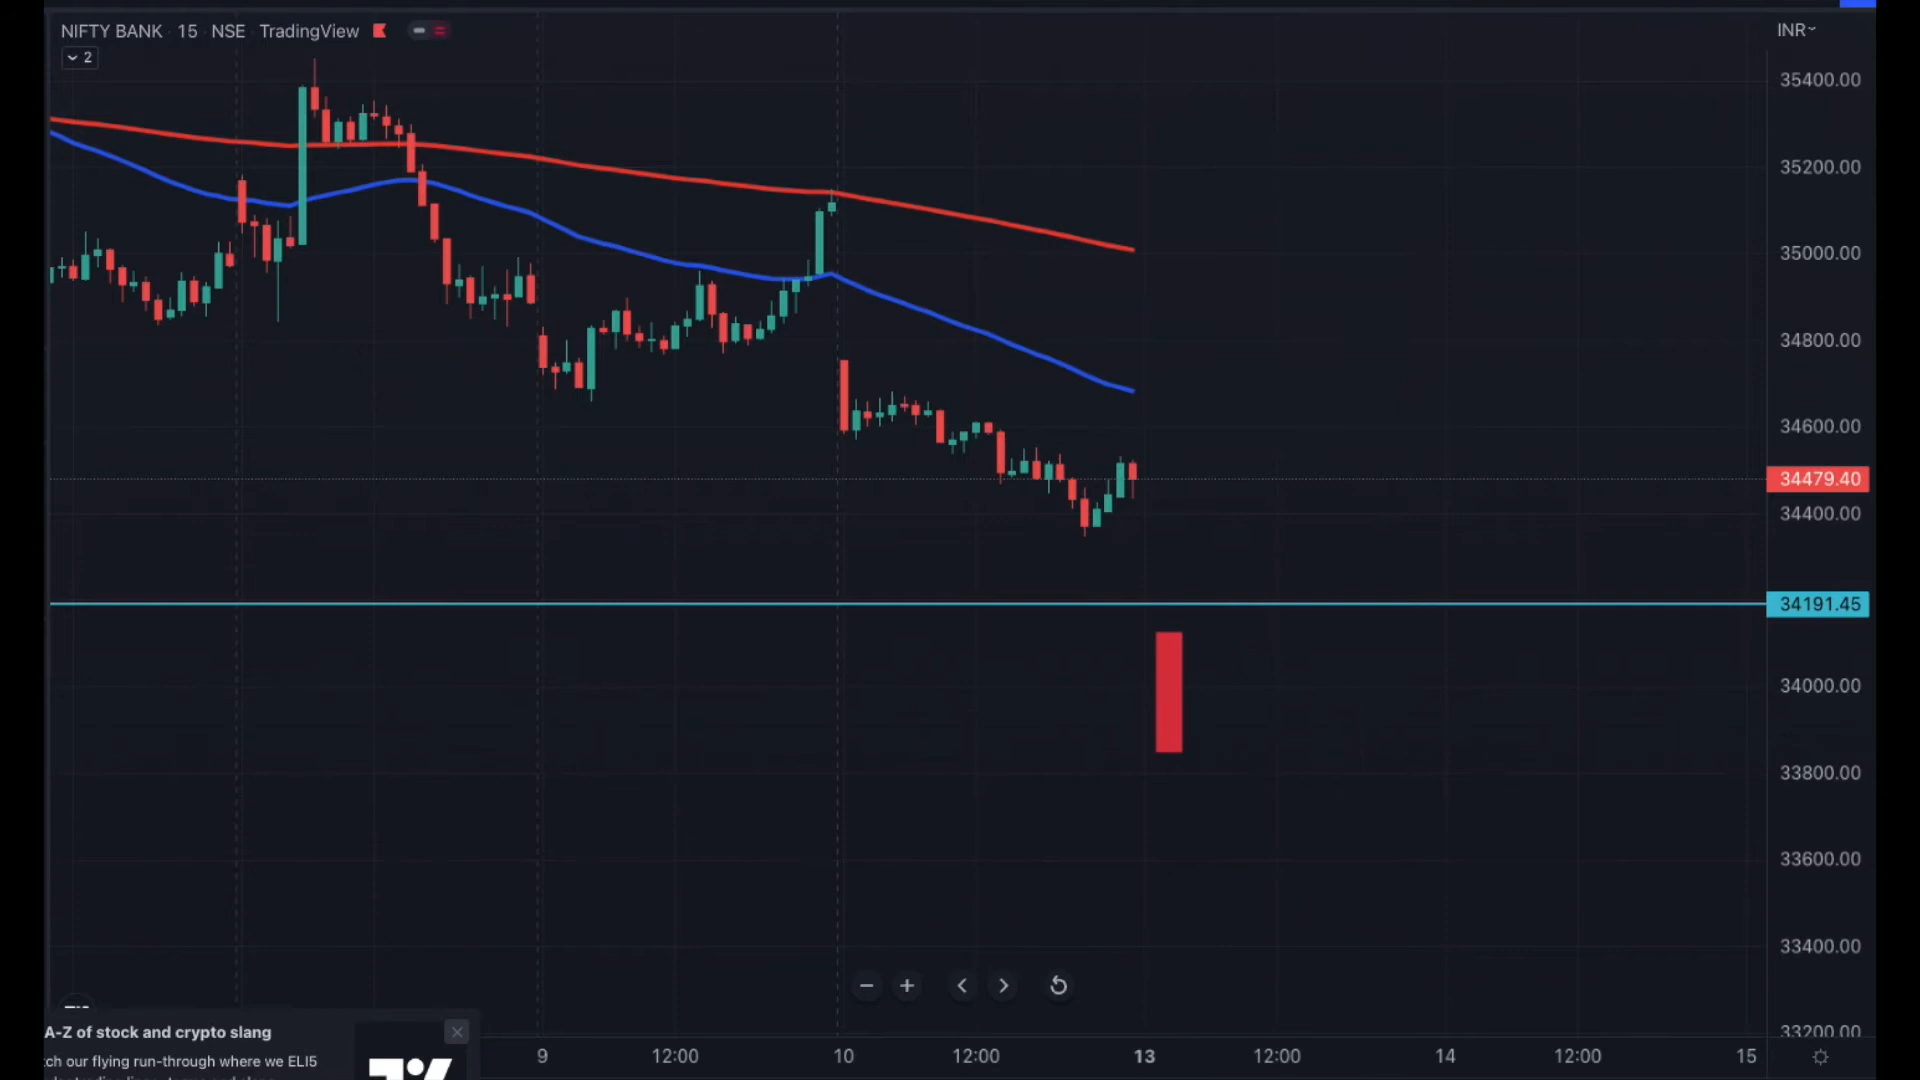 NIFTY BANK · 15 · NSE TradingView
INR
2
35400.00
35200.00
35000.00
34800.00
34600.00
34479.40
34400.00
34191.45
34000.00
33800.00
33600.00
33400.00
33200.00
A-Z of stock and crypto slang
ch our flying run-through where we ELI5
9 12:00 10 12:00 13 12:00 14 12:00 15